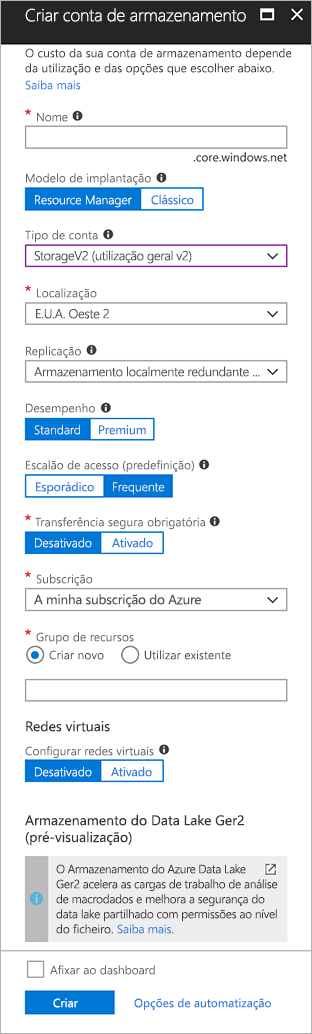 Criar conta de armazenamento
O custo da sua conta de armazenamento depende
da utilização e das opções que escolher abaixo.
Saiba mais
* Nome
.core.windows.net
Modelo de implantação
Resource Manager Clássico
Tipo de conta
StorageV2 (utilização geral v2)
* Localização
E.U.A. Oeste 2
Replicação
Armazenamento localmente redundante ...
Desempenho
Standard Premium
Escalão de acesso (predefinição)
Esporádico Frequente
* Transferência segura obrigatória
Desativado Ativado
* Subscrição
A minha subscrição do Azure
* Grupo de recursos
Criar novo Utilizar existente
Redes virtuais
Configurar redes virtuais
Desativado Ativado
Armazenamento do Data Lake Ger2
(pré-visualização)
O Armazenamento do Azure Data Lake
Ger2 acelera as cargas de trabalho de análise
de macrodados e melhora a segurança do
data lake partilhado com permissões ao nível
do ficheiro. Saiba mais.
Afixar ao dashboard
Criar Opções de automatização